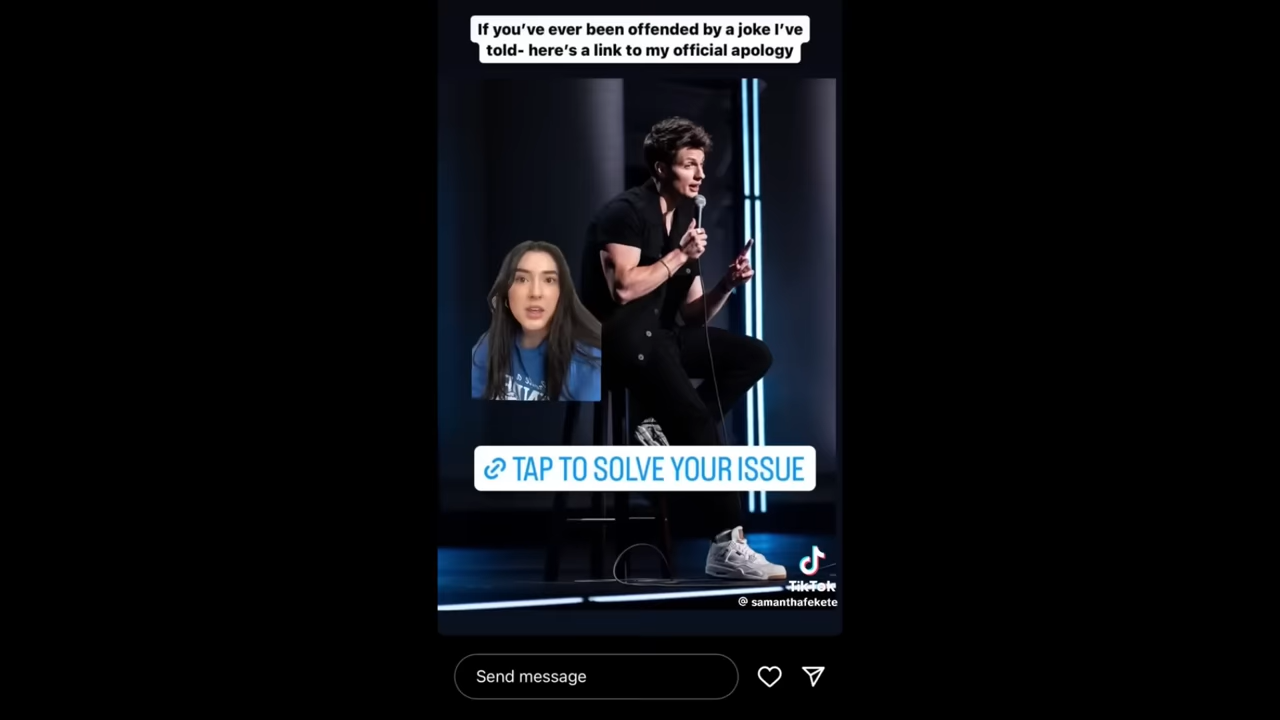 If you've ever been offended by a joke I've
told- here's a link to my official apology
TAP TO SOLVE YOUR ISSUE
TikTok
@ samanthafekete
Send message